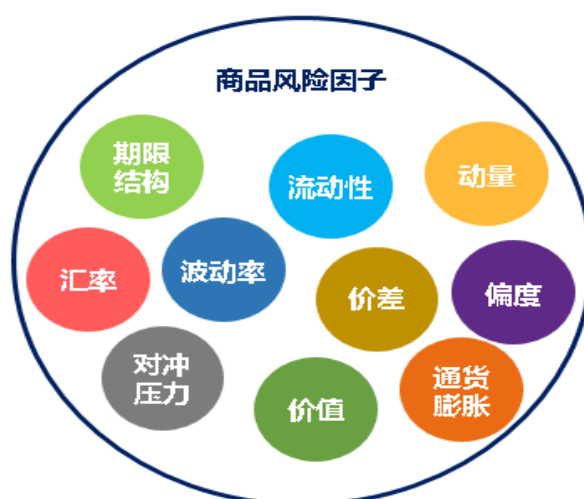 商品风险因子
期限
结构
流动性
动量
汇率
波动率
价差
偏度
对冲
压力
价值
通货
膨胀